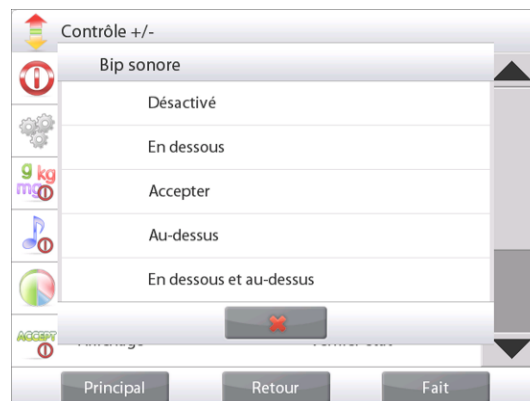 Contrôle +/-
Bip sonore
Désactivé
En dessous
g kg
mg
Accepter
Au-dessus
En dessous et au-dessus
ACCEPT
Principal
Retour
Fait